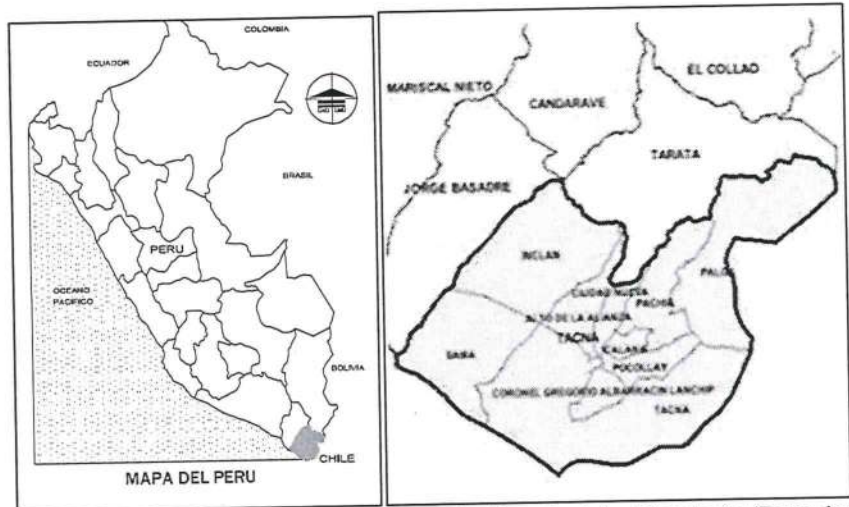 COLOMBIA
ECUADOR
BRASIL
PERU
OCEANO
PACIFICO
BOLIVIA
CHILE
MAPA DEL PERU
EL COLLAO
MARISCAL NIETO
CANDARAVE
TARATA
JORGE BASADRE
INCLAN
CIUDAD NUEVA
PACHIA
ALTO DE LA ALIANZA
TACNA
CALANA
SAMA
POCOLLAY
CORONEL GREGORIO ALBARRACIN LANCHIP
TACNA